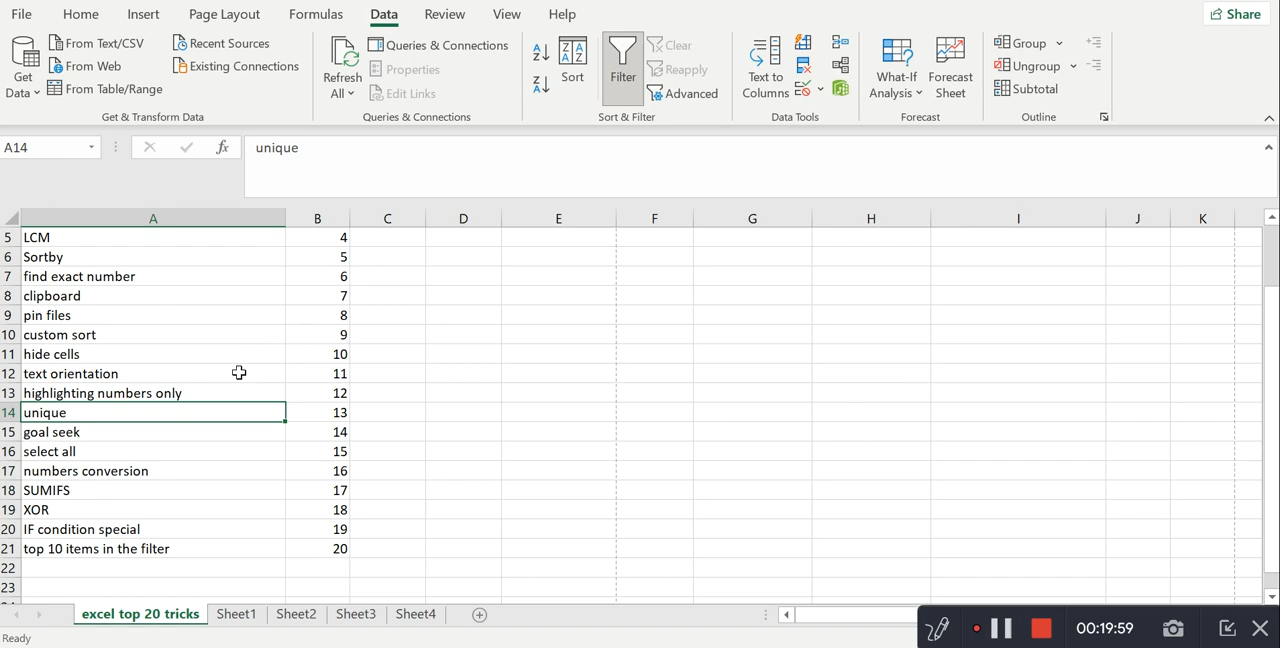 File Home Insert Page Layout Formulas Data Review View Help Share
Get Data From Text/CSV From Web From Table/Range Recent Sources Existing Connections
Get & Transform Data
Refresh All Queries & Connections Properties Edit Links
Queries & Connections
Sort Filter Clear Reapply Advanced
Sort & Filter
Text to Columns
Data Tools
What-If Analysis Forecast Sheet
Forecast
Group Ungroup Subtotal
Outline
A14 fx unique
A B C D E F G H I J K
5 LCM 4
6 Sortby 5
7 find exact number 6
8 clipboard 7
9 pin files 8
10 custom sort 9
11 hide cells 10
12 text orientation 11
13 highlighting numbers only 12
14 unique 13
15 goal seek 14
16 select all 15
17 numbers conversion 16
18 SUMIFS 17
19 XOR 18
20 IF condition special 19
21 top 10 items in the filter 20
22
23
excel top 20 tricks Sheet1 Sheet2 Sheet3 Sheet4
Ready
00:19:59